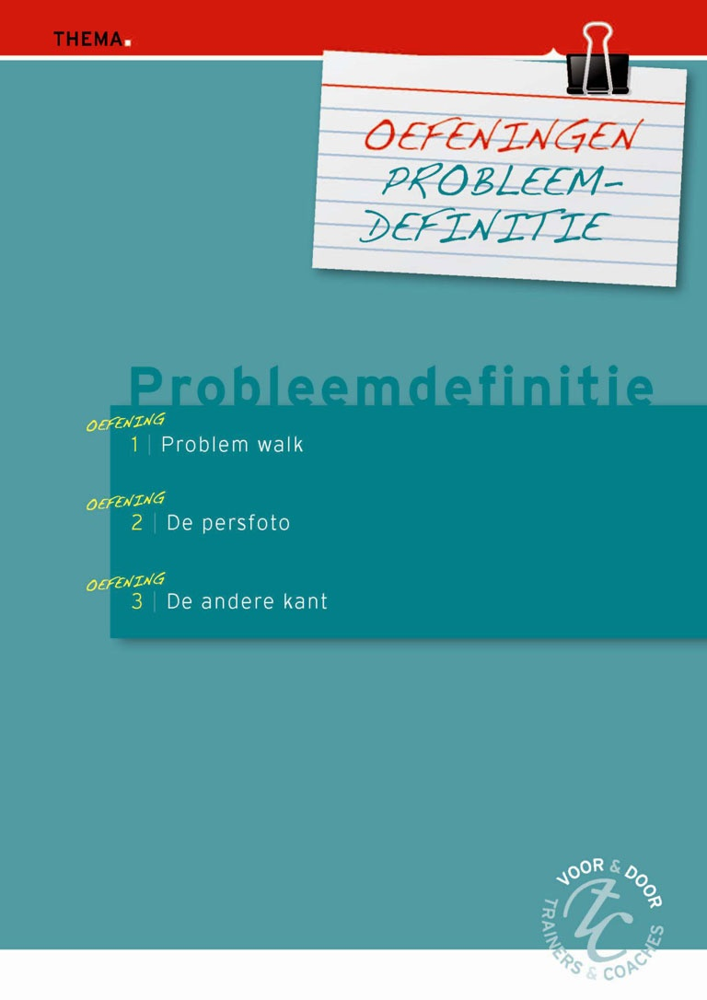 THEMA.
OEFENINGEN
PROBLEEM-
DEFINITIE
Probleemdefinitie
OEFENING
1 | Problem walk
OEFENING
2 | De persfoto
OEFENING
3 | De andere kant
VOOR & DOOR
TRAINERS & COACHES
tc